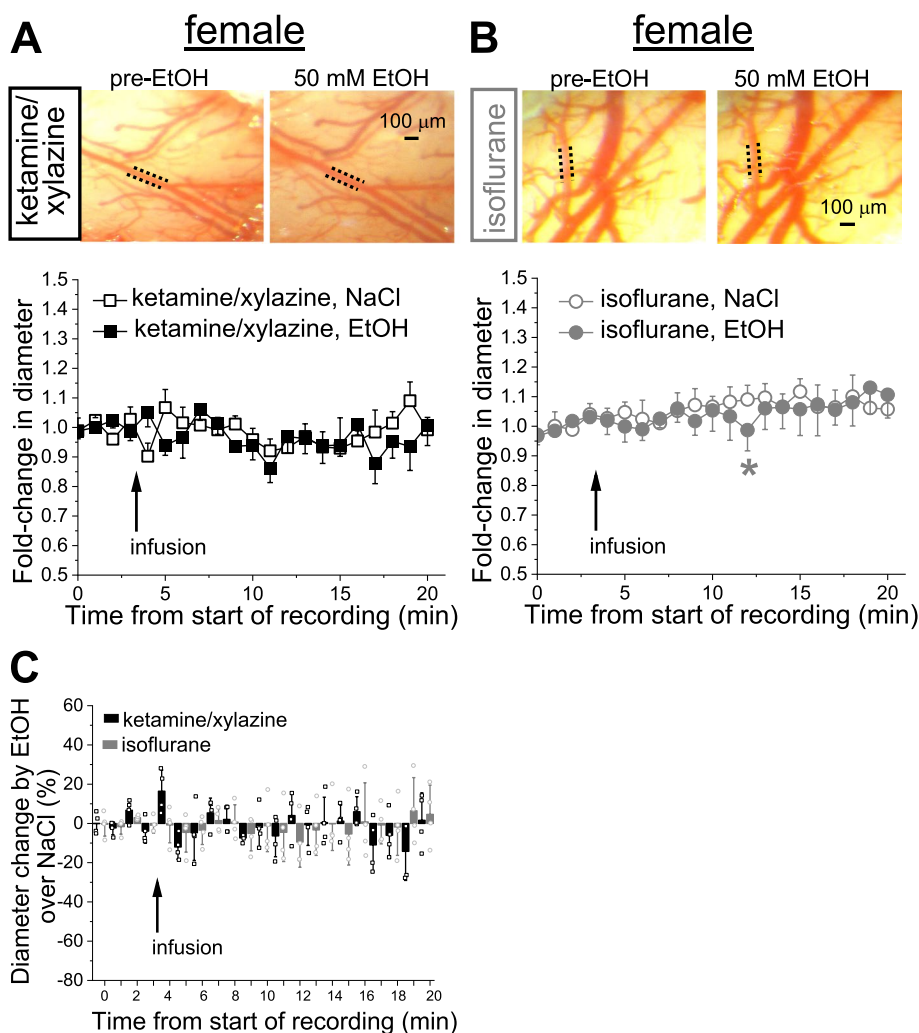 A
female
ketamine/
xylazine
pre-EtOH
50 mM EtOH
100 μm
1.5
1.4
1.3
1.2
1.1
1.0
0.9
0.8
0.7
0.6
0.5
Fold-change in diameter
ketamine/xylazine, NaCl
ketamine/xylazine, EtOH
infusion
0 5 10 15 20
Time from start of recording (min)
B
female
isoflurane
pre-EtOH
50 mM EtOH
100 μm
1.5
1.4
1.3
1.2
1.1
1.0
0.9
0.8
0.7
0.6
0.5
Fold-change in diameter
isoflurane, NaCl
isoflurane, EtOH
*
infusion
0 5 10 15 20
Time from start of recording (min)
C
60
40
20
0
-20
-40
-60
-80
Diameter change by EtOH
over NaCl (%)
ketamine/xylazine
isoflurane
infusion
0 2 4 6 8 10 12 14 16 18 20
Time from start of recording (min)